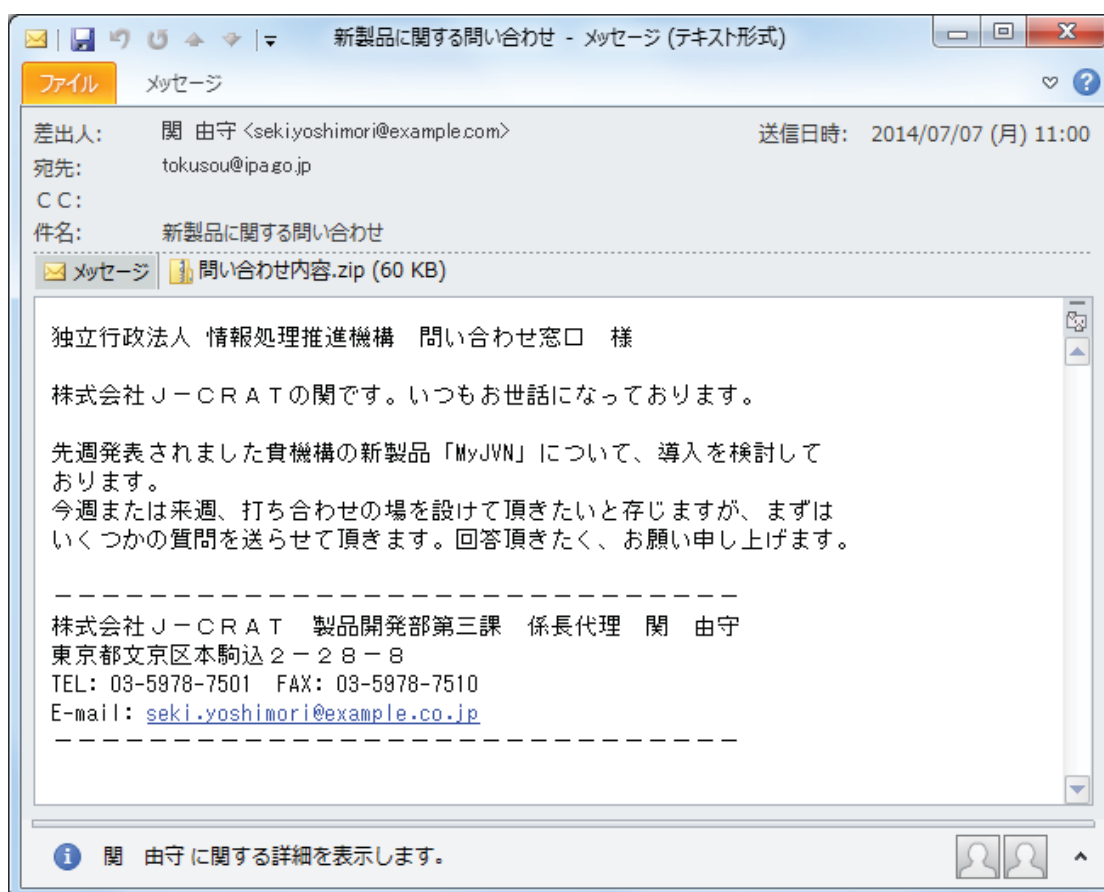 新製品に関する問い合わせ - メッセージ (テキスト形式)
ファイル メッセージ
差出人: 関 由守 <seki.yoshimori@example.com> 送信日時: 2014/07/07 (月) 11:00
宛先: tokusou@ipa.go.jp
ＣＣ:
件名: 新製品に関する問い合わせ
メッセージ 問い合わせ内容.zip (60 KB)
独立行政法人 情報処理推進機構　問い合わせ窓口　様
株式会社Ｊ－ＣＲＡＴの関です。いつもお世話になっております。
先週発表されました貴機構の新製品「MyJVN」について、導入を検討して
おります。
今週または来週、打ち合わせの場を設けて頂きたいと存じますが、まずは
いくつかの質問を送らせて頂きます。回答頂きたく、お願い申し上げます。
－－－－－－－－－－－－－－－－－－－－－－－－－－－－－
株式会社Ｊ－ＣＲＡＴ　製品開発部第三課　係長代理　関　由守
東京都文京区本駒込２－２８－８
TEL: 03-5978-7501　FAX: 03-5978-7510
E-mail: seki.yoshimori@example.co.jp
－－－－－－－－－－－－－－－－－－－－－－－－－－－－－
関　由守 に関する詳細を表示します。